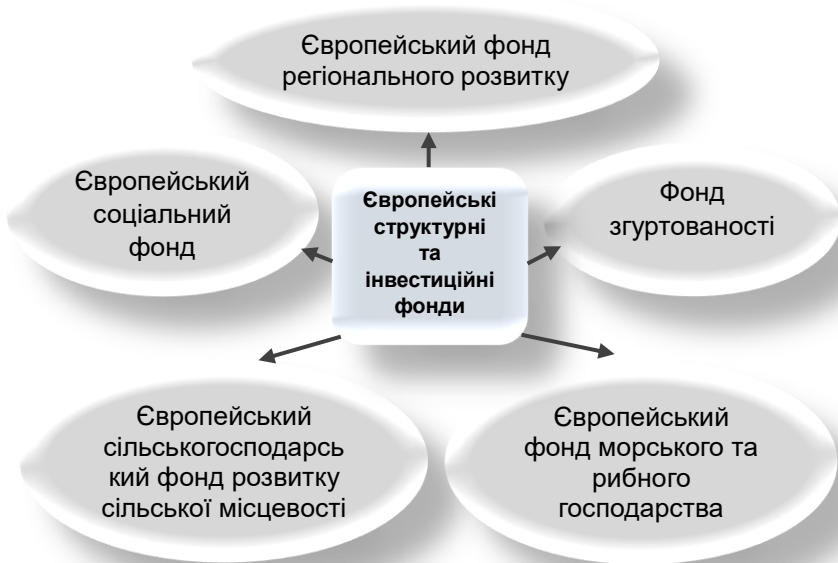 Європейський фонд
регіонального розвитку
Європейський
соціальний
фонд
Європейські
структурні
та
інвестиційні
фонди
Фонд
згуртованості
Європейський
сільськогосподарсь
кий фонд розвитку
сільської місцевості
Європейський
фонд морського та
рибного
господарства